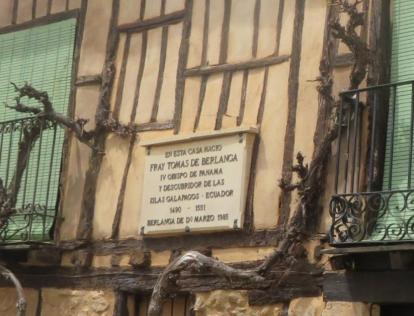 EN ESTA CASA NACIO
FRAY TOMAS DE BERLANGA
IV OBISPO DE PANAMA
Y DESCUBRIDOR DE LAS
ISLAS GALAPAGOS - ECUADOR
1490 - 1551
BERLANGA DE Dº MARZO 1985